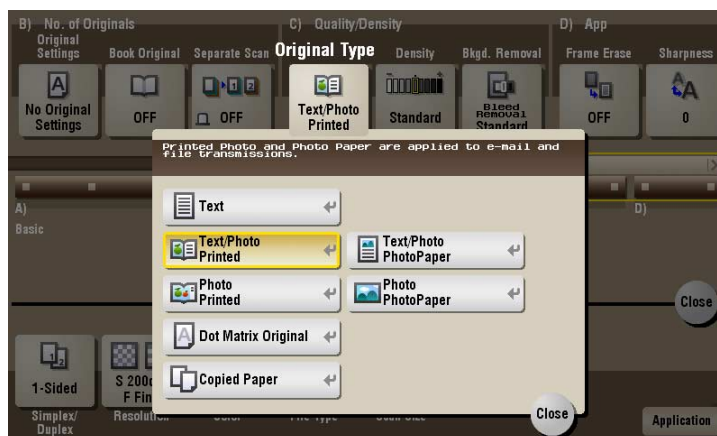 B) No. of Originals
C) Quality/Density
D) App
Original
Settings
Book Original
Separate Scan
Original Type
Density
Bkgd. Removal
Frame Erase
Sharpness
No Original
Settings
OFF
OFF
Text/Photo
Printed
Standard
Bleed
Removal
Standard
OFF
0
Printed Photo and Photo Paper are applied to e-mail and
file transmissions.
A)
D)
Basic
Text
Text/Photo
Printed
Text/Photo
PhotoPaper
Photo
Printed
Photo
PhotoPaper
Close
Dot Matrix Original
Copied Paper
1-Sided
S 200
F Fin
Close
Simplex/
Duplex
Resolution
Application